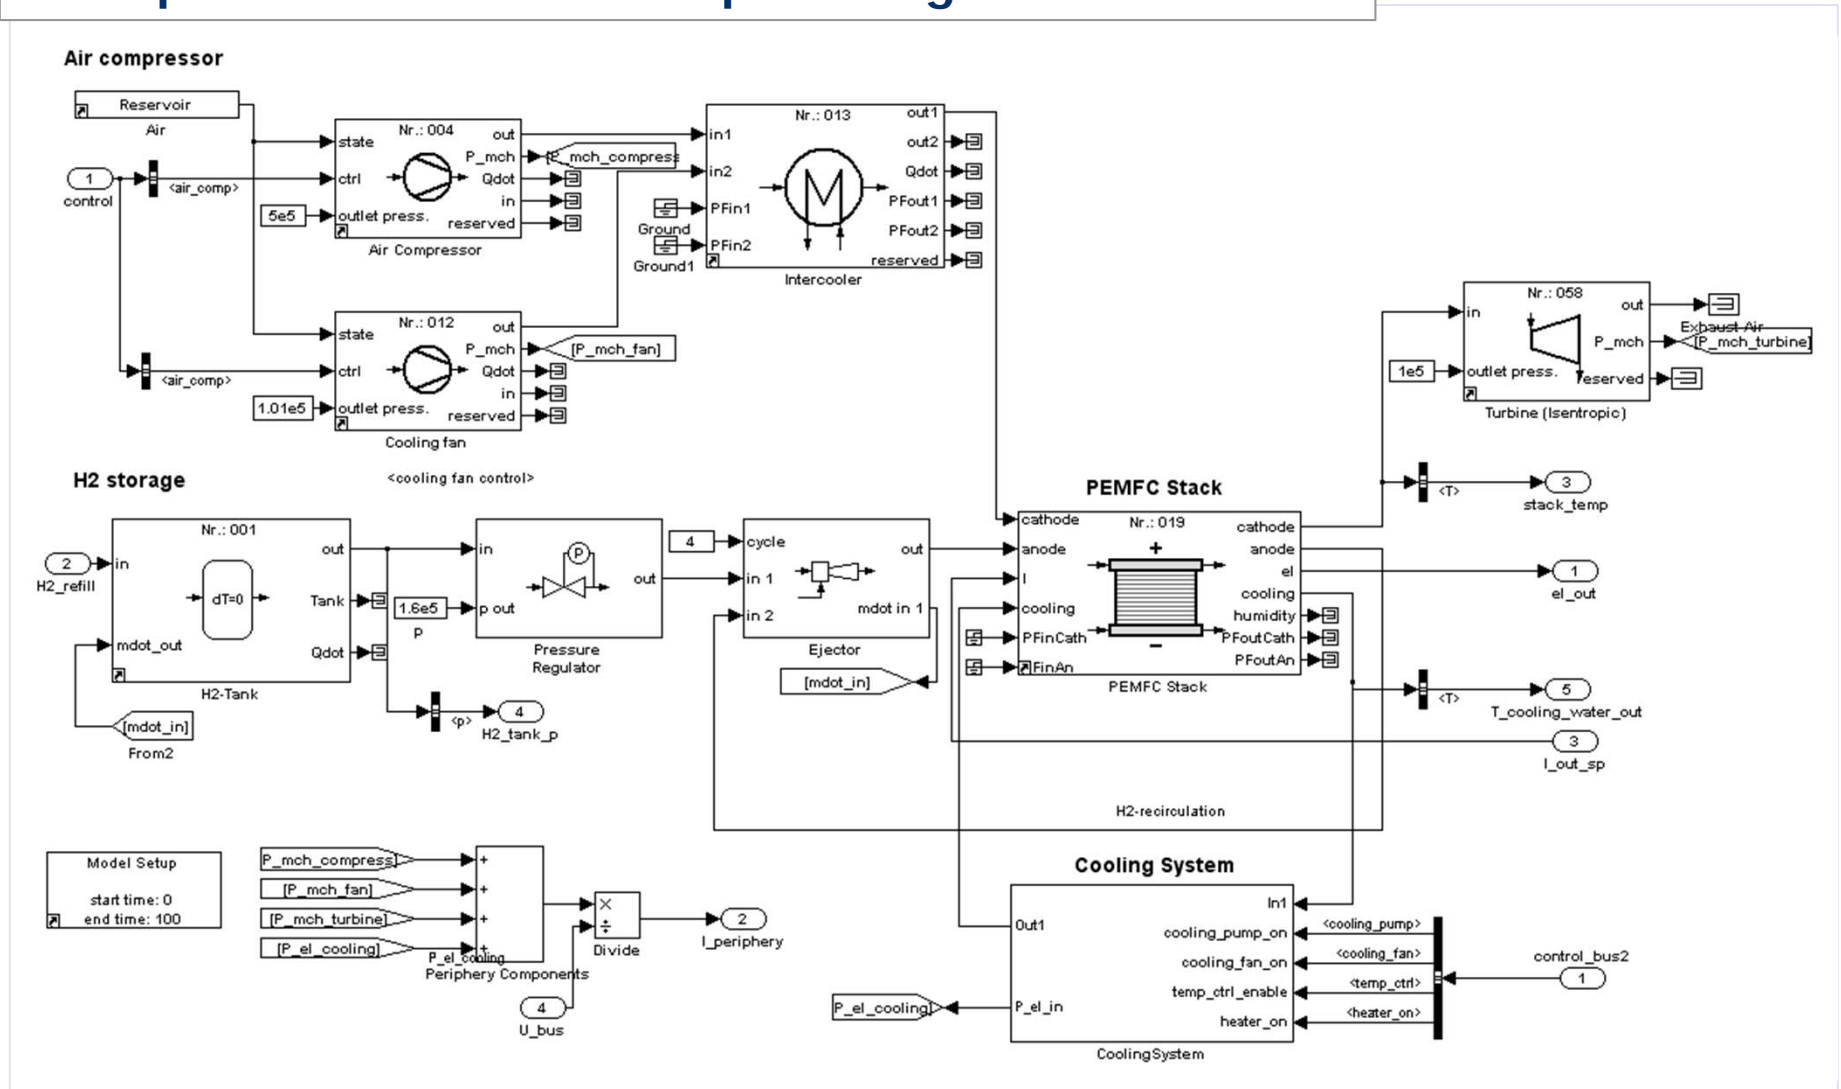 Air compressor
Reservoir
Air
1
control
<air_comp>
5e5
Nr.: 004
state
ctrl
outlet press.
out
P_mch
Qdot
in
reserved
Air Compressor
[P_mch_compress
<air_comp>
1.01e5
Nr.: 012
state
ctrl
outlet press.
out
P_mch
Qdot
in
reserved
Cooling fan
[P_mch_fan]
<cooling fan control>
Ground
Ground1
Nr.: 013
in1
in2
PFin1
PFin2
M
out1
out2
Qdot
PFout1
PFout2
reserved
Intercooler
Nr.: 058
in
1e5
outlet press.
out
P_mch
reserved
Exhaust Air
[P_mch_turbine]
Turbine (Isentropic)
H2 storage
2
H2_refill
Nr.: 001
in
mdot_out
dT=0
out
Tank
Qdot
H2-Tank
[mdot_in]
From2
<p>
4
H2_tank_p
1.6e5
p
in
p out
P
out
Pressure
Regulator
4
cycle
in 1
in 2
out
mdot in 1
Ejector
[mdot_in]
PEMFC Stack
Nr.: 019
cathode
anode
I
cooling
PFinCath
FinAn
+
−
cathode
anode
el
cooling
humidity
PFoutCath
PFoutAn
PEMFC Stack
<T>
3
stack_temp
1
el_out
<T>
5
T_cooling_water_out
3
I_out_sp
H2-recirculation
Model Setup
start time: 0
end time: 100
P_mch_compress]
[P_mch_fan]
[P_mch_turbine]
[P_el_cooling]
+
+
+
+
P_el_cooling
Periphery Components
×
÷
Divide
4
U_bus
2
I_periphery
Cooling System
Out1
P_el_in
In1
cooling_pump_on
cooling_fan_on
temp_ctrl_enable
heater_on
CoolingSystem
P_el_cooling]
<cooling_pump>
<cooling_fan>
<temp_ctrl>
<heater_on>
control_bus2
1